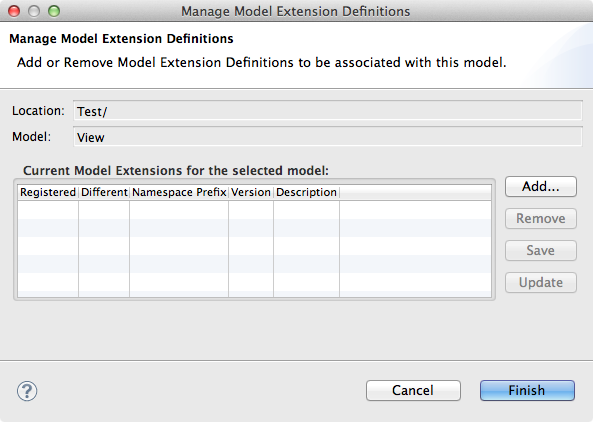 Manage Model Extension Definitions
Manage Model Extension Definitions
Add or Remove Model Extension Definitions to be associated with this model.
Location: Test/
Model: View
Current Model Extensions for the selected model:
Registered Different Namespace Prefix Version Description
Add...
Remove
Save
Update
? Cancel Finish